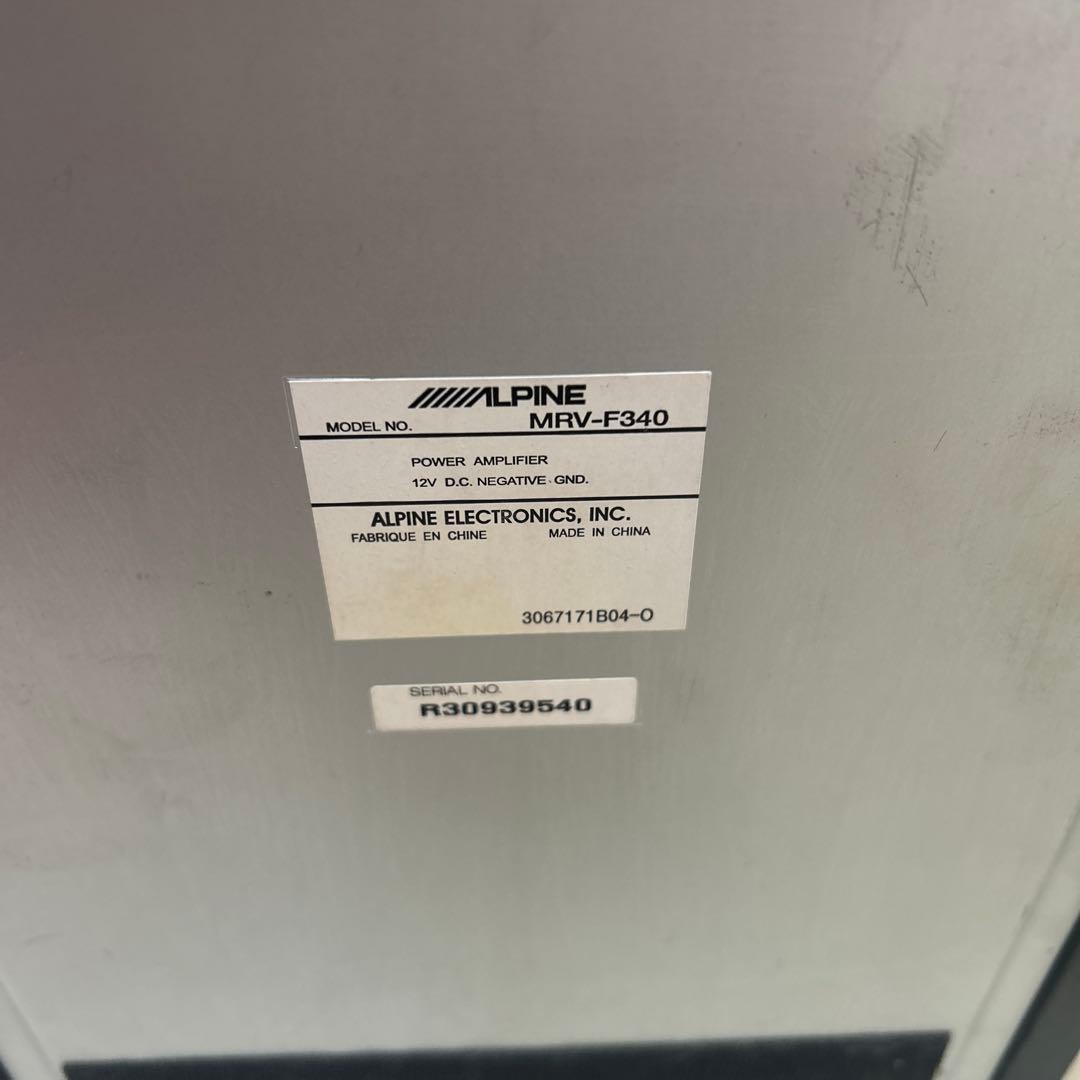 ALPINE
MODEL NO. MRV-F340
POWER AMPLIFIER
12V D.C. NEGATIVE GND.
ALPINE ELECTRONICS, INC.
FABRIQUE EN CHINE MADE IN CHINA
3067171B04-O
SERIAL NO.
R30939540